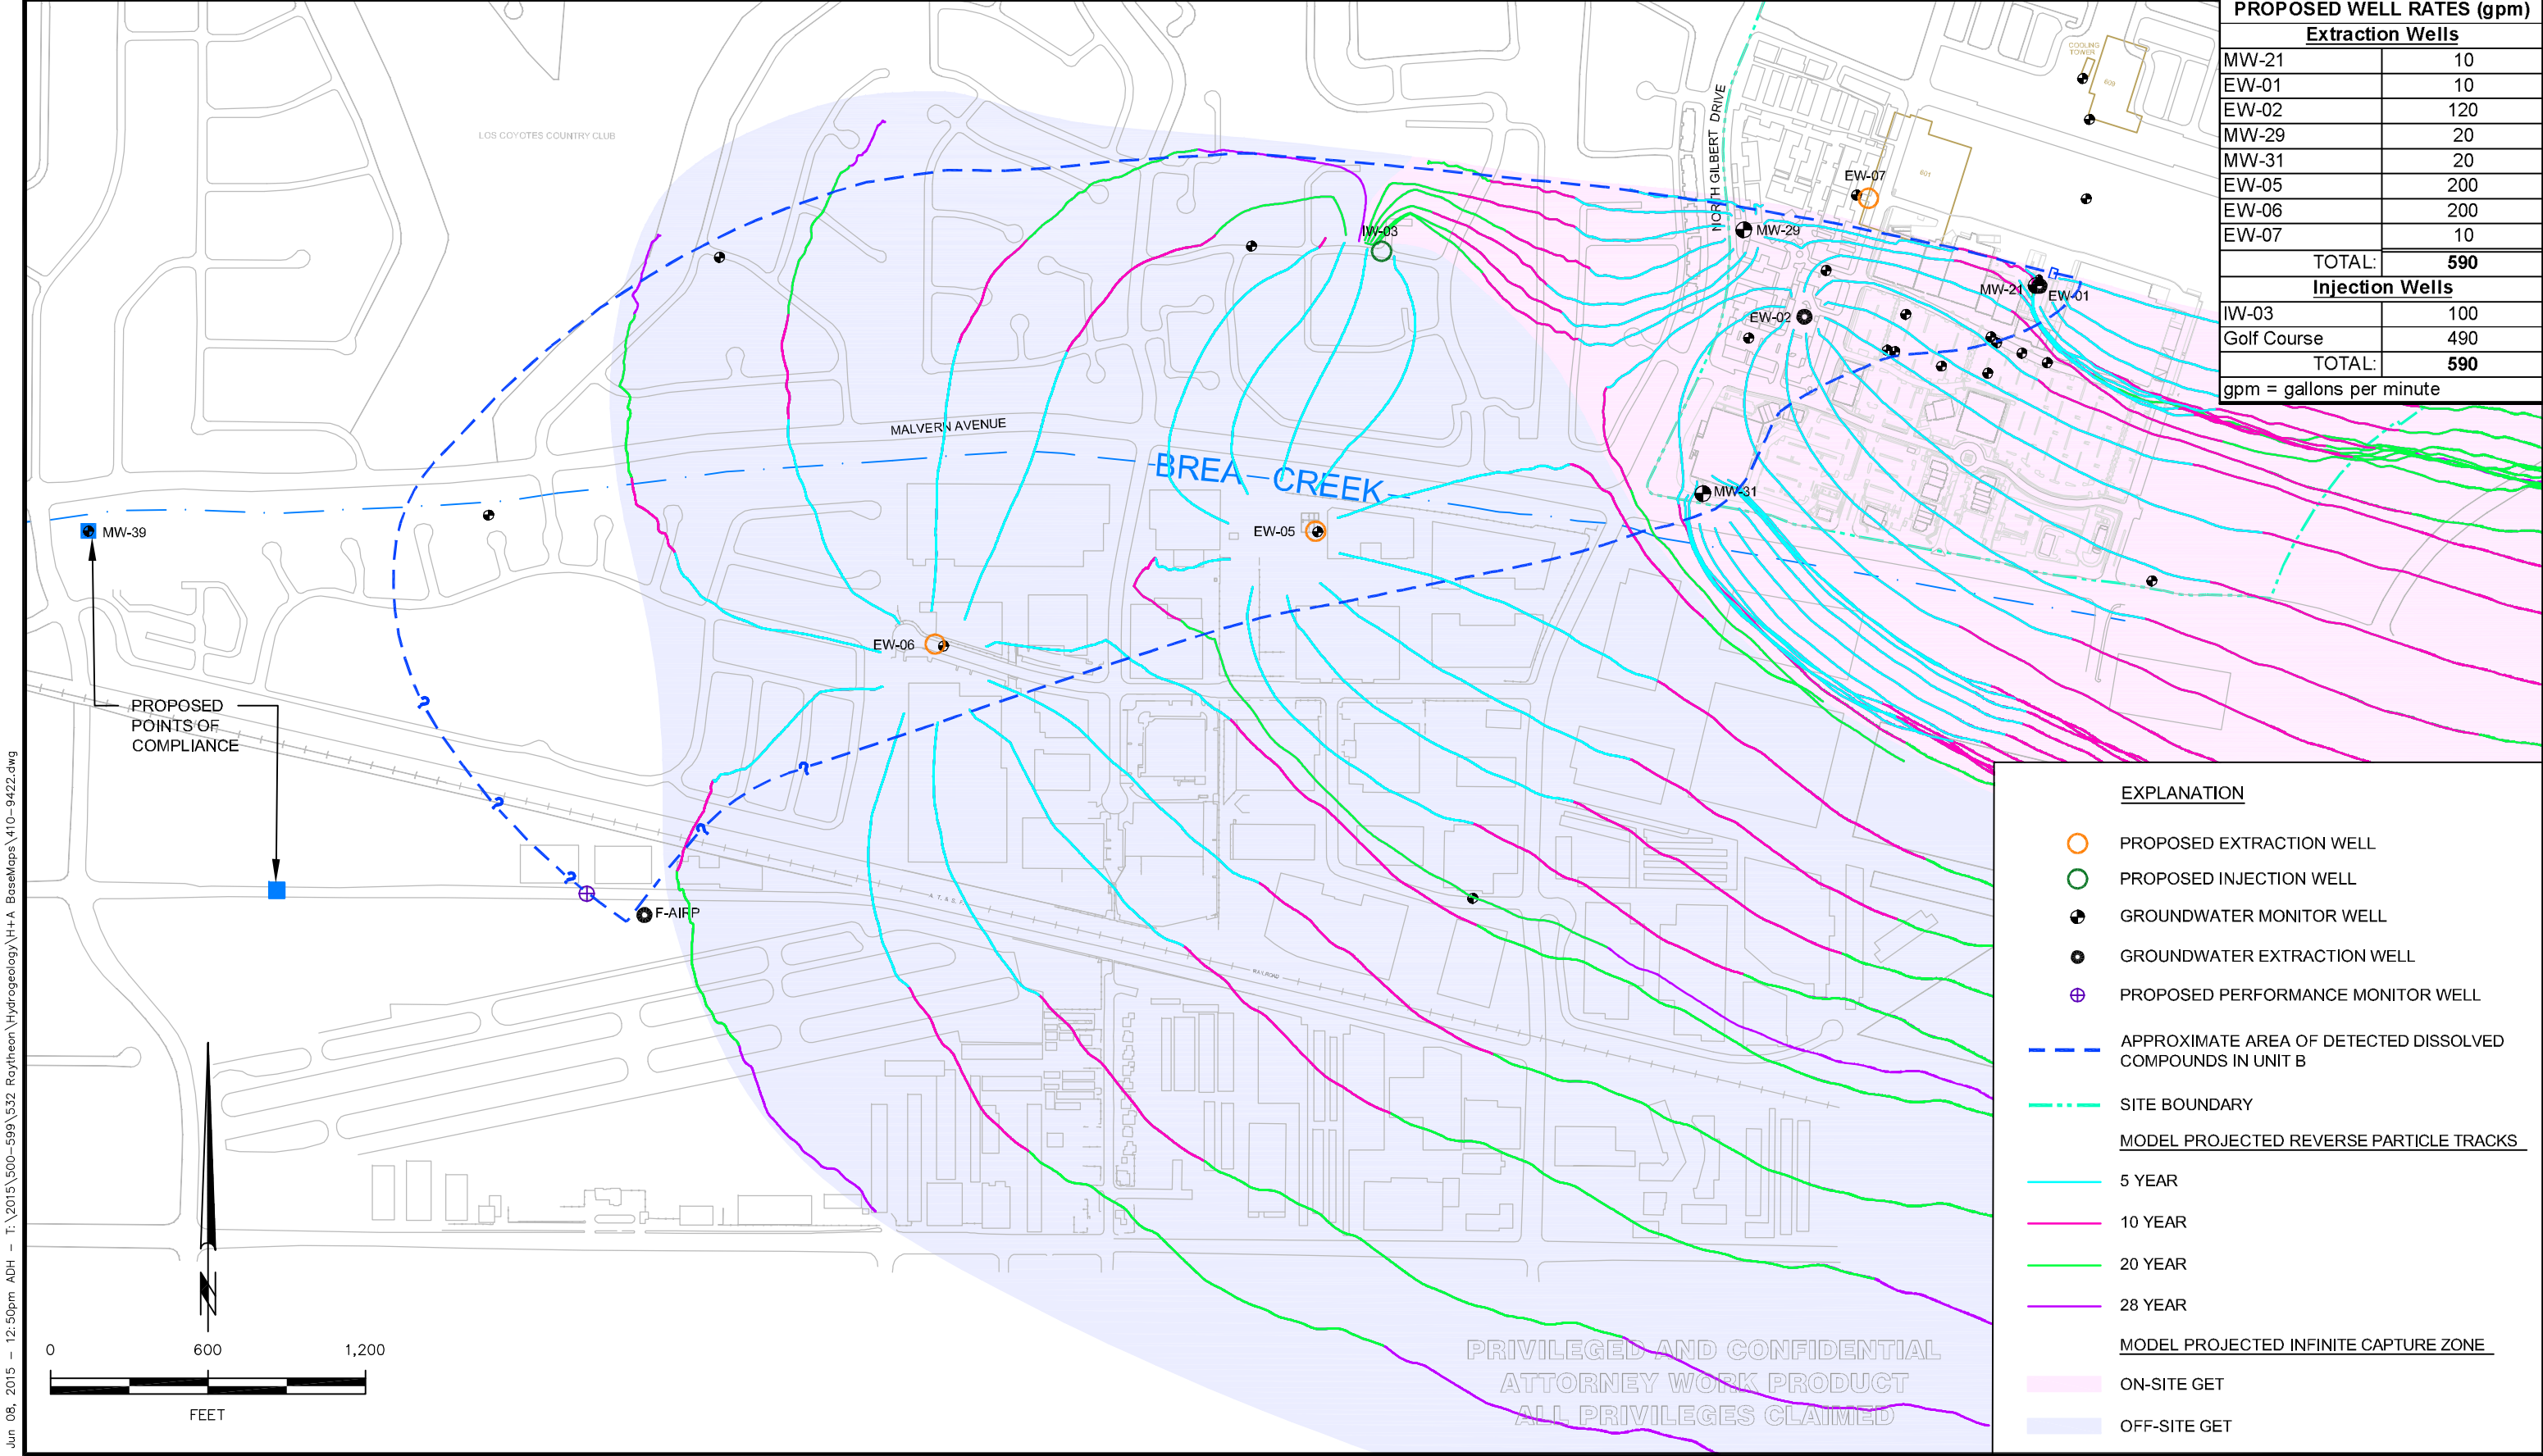 PROPOSED WELL RATES (gpm)
Extraction Wells
MW-21 10
EW-01 10
EW-02 120
MW-29 20
MW-31 20
EW-05 200
EW-06 200
EW-07 10
TOTAL: 590
Injection Wells
IW-03 100
Golf Course 490
TOTAL: 590
gpm = gallons per minute
COOLING
TOWER
609
601
LOS COYOTES COUNTRY CLUB
NORTH GILBERT DRIVE
EW-07
MW-29
IW-03
MW-21
EW-01
EW-02
MALVERN AVENUE
BREA CREEK
MW-31
MW-39
EW-05
EW-06
PROPOSED
POINTS OF
COMPLIANCE
?
?
?
?
?
?
F-AIRP
A.T.& S.F.
RAILROAD
EXPLANATION
PROPOSED EXTRACTION WELL
PROPOSED INJECTION WELL
GROUNDWATER MONITOR WELL
GROUNDWATER EXTRACTION WELL
PROPOSED PERFORMANCE MONITOR WELL
APPROXIMATE AREA OF DETECTED DISSOLVED
COMPOUNDS IN UNIT B
SITE BOUNDARY
MODEL PROJECTED REVERSE PARTICLE TRACKS
5 YEAR
10 YEAR
20 YEAR
28 YEAR
MODEL PROJECTED INFINITE CAPTURE ZONE
ON-SITE GET
OFF-SITE GET
N
0 600 1,200
FEET
PRIVILEGED AND CONFIDENTIAL
ATTORNEY WORK PRODUCT
ALL PRIVILEGES CLAIMED
Jun 08, 2015 - 12:50pm ADH - T:\2015\500-599\532 Raytheon\Hydrogeology\H+A BaseMaps\410-9422.dwg